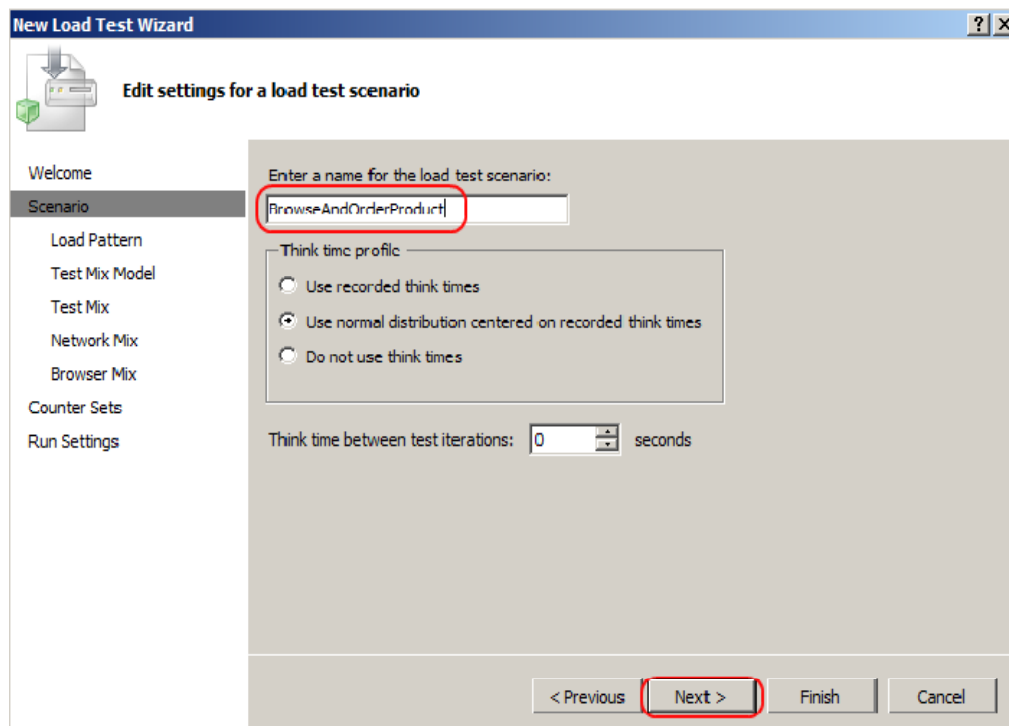 New Load Test Wizard
Edit settings for a load test scenario
Welcome
Scenario
Load Pattern
Test Mix Model
Test Mix
Network Mix
Browser Mix
Counter Sets
Run Settings
Enter a name for the load test scenario:
BrowseAndOrderProduct
Think time profile
Use recorded think times
Use normal distribution centered on recorded think times
Do not use think times
Think time between test iterations: 0 seconds
< Previous Next > Finish Cancel